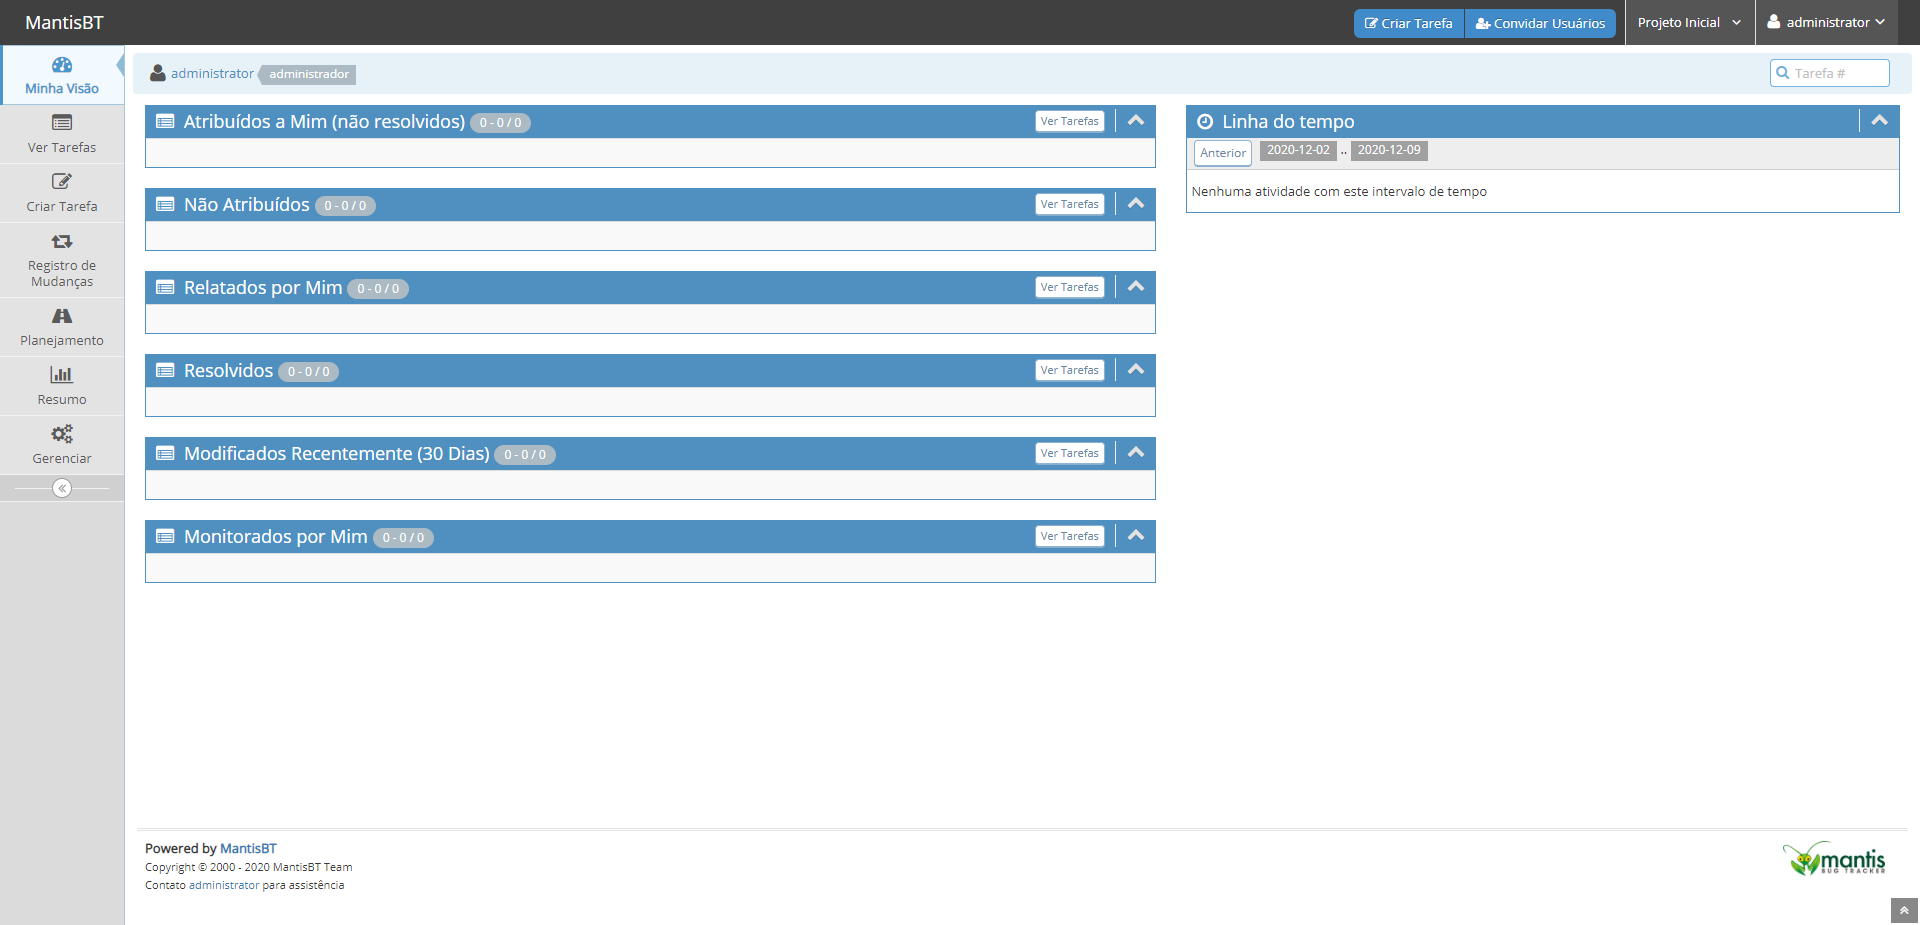 MantisBT
Criar Tarefa
Convidar Usuários
Projeto Inicial
administrator
Minha Visão
Ver Tarefas
Criar Tarefa
Registro de
Mudanças
Planejamento
Resumo
Gerenciar
administrator administrador
Tarefa #
Atribuídos a Mim (não resolvidos) 0 - 0 / 0
Ver Tarefas
Não Atribuídos 0 - 0 / 0
Ver Tarefas
Relatados por Mim 0 - 0 / 0
Ver Tarefas
Resolvidos 0 - 0 / 0
Ver Tarefas
Modificados Recentemente (30 Dias) 0 - 0 / 0
Ver Tarefas
Monitorados por Mim 0 - 0 / 0
Ver Tarefas
Linha do tempo
Anterior 2020-12-02 .. 2020-12-09
Nenhuma atividade com este intervalo de tempo
Powered by MantisBT
Copyright © 2000 - 2020 MantisBT Team
Contato administrator para assistência
mantis
BUG TRACKER